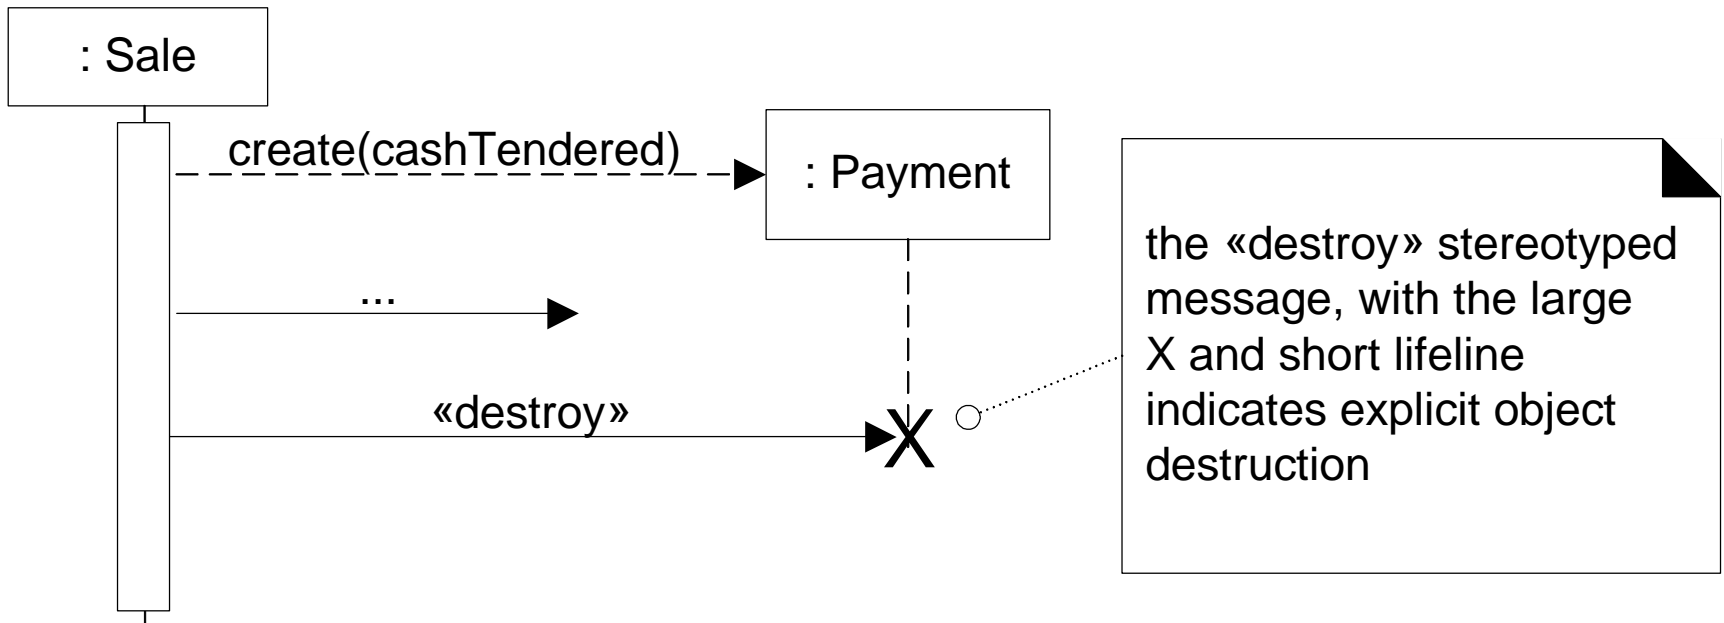 : Sale
create(cashTendered)
: Payment
...
«destroy»
X
the «destroy» stereotyped
message, with the large
X and short lifeline
indicates explicit object
destruction